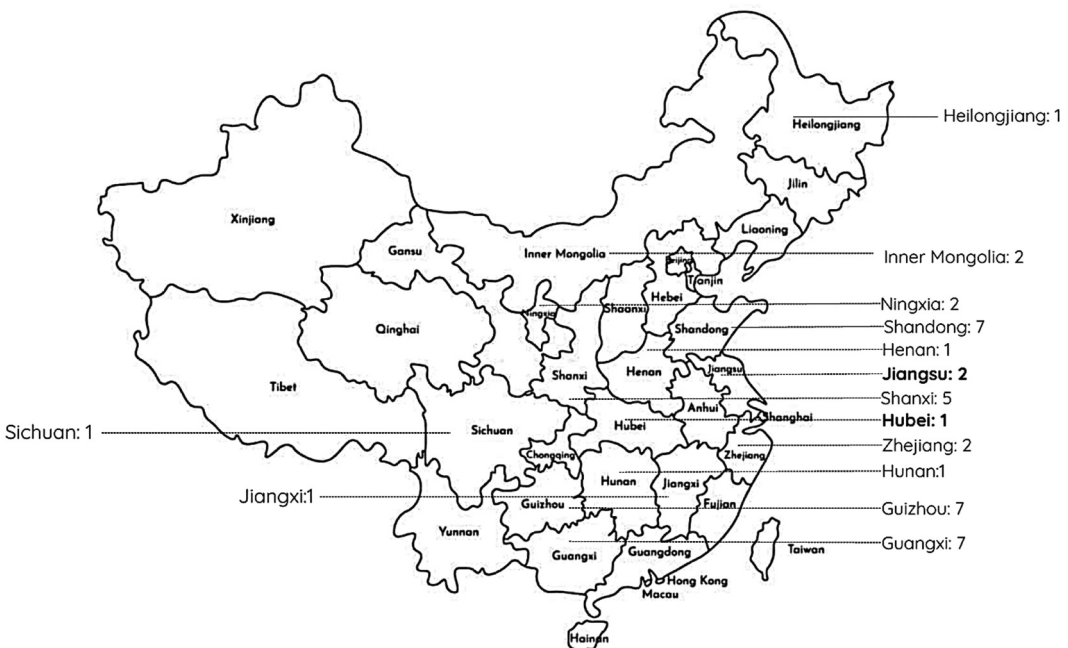 Heilongjiang
Heilongjiang: 1
Jilin
Xinjiang
Liaoning
Gansu
Inner Mongolia
Inner Mongolia: 2
Beijing
Tianjin
Hebei
Ningxia: 2
Shaanxi
Ningxia
Qinghai
Shandong
Shandong: 7
Henan: 1
Jiangsu
Jiangsu: 2
Shanxi
Henan
Tibet
Shanxi: 5
Anhui
Shanghai
Hubei: 1
Hubei
Sichuan: 1
Sichuan
Zhejiang: 2
Chongqing
Zhejiang
Hunan:1
Hunan
Jiangxi
Jiangxi:1
Guizhou
Fujian
Guizhou: 7
Yunnan
Guangxi: 7
Guangxi
Guangdong
Taiwan
Hong Kong
Macau
Hainan